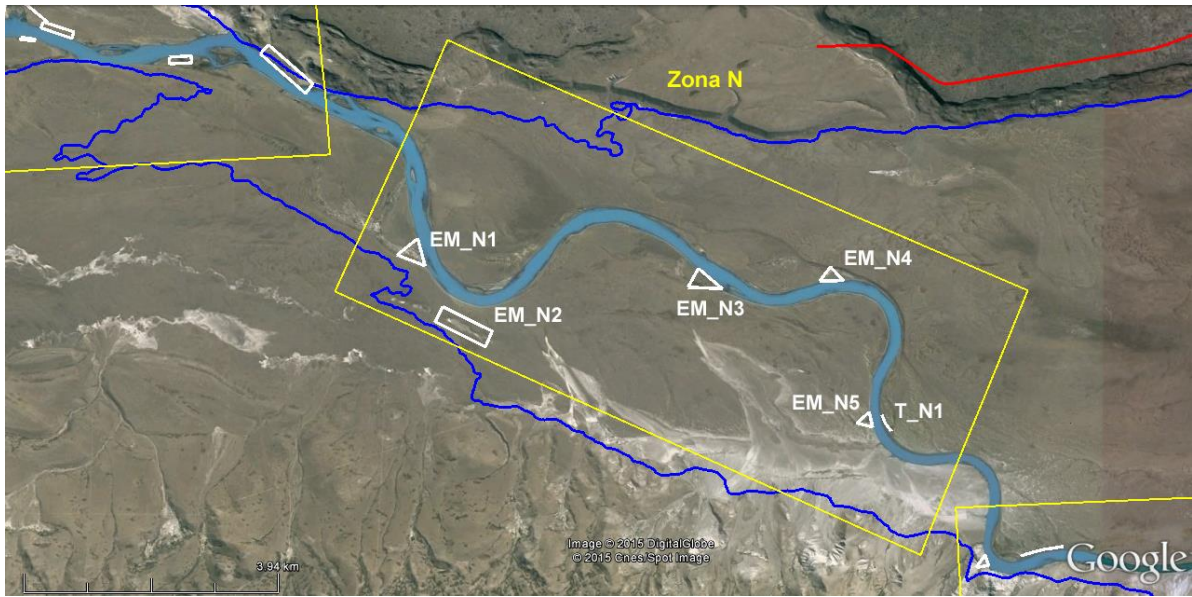 Zona N
EM_N1
EM_N4
EM_N2
EM_N3
EM_N5
T_N1
Image © 2015 DigitalGlobe
© 2015 Cnes/Spot Image
3.94 km
Google